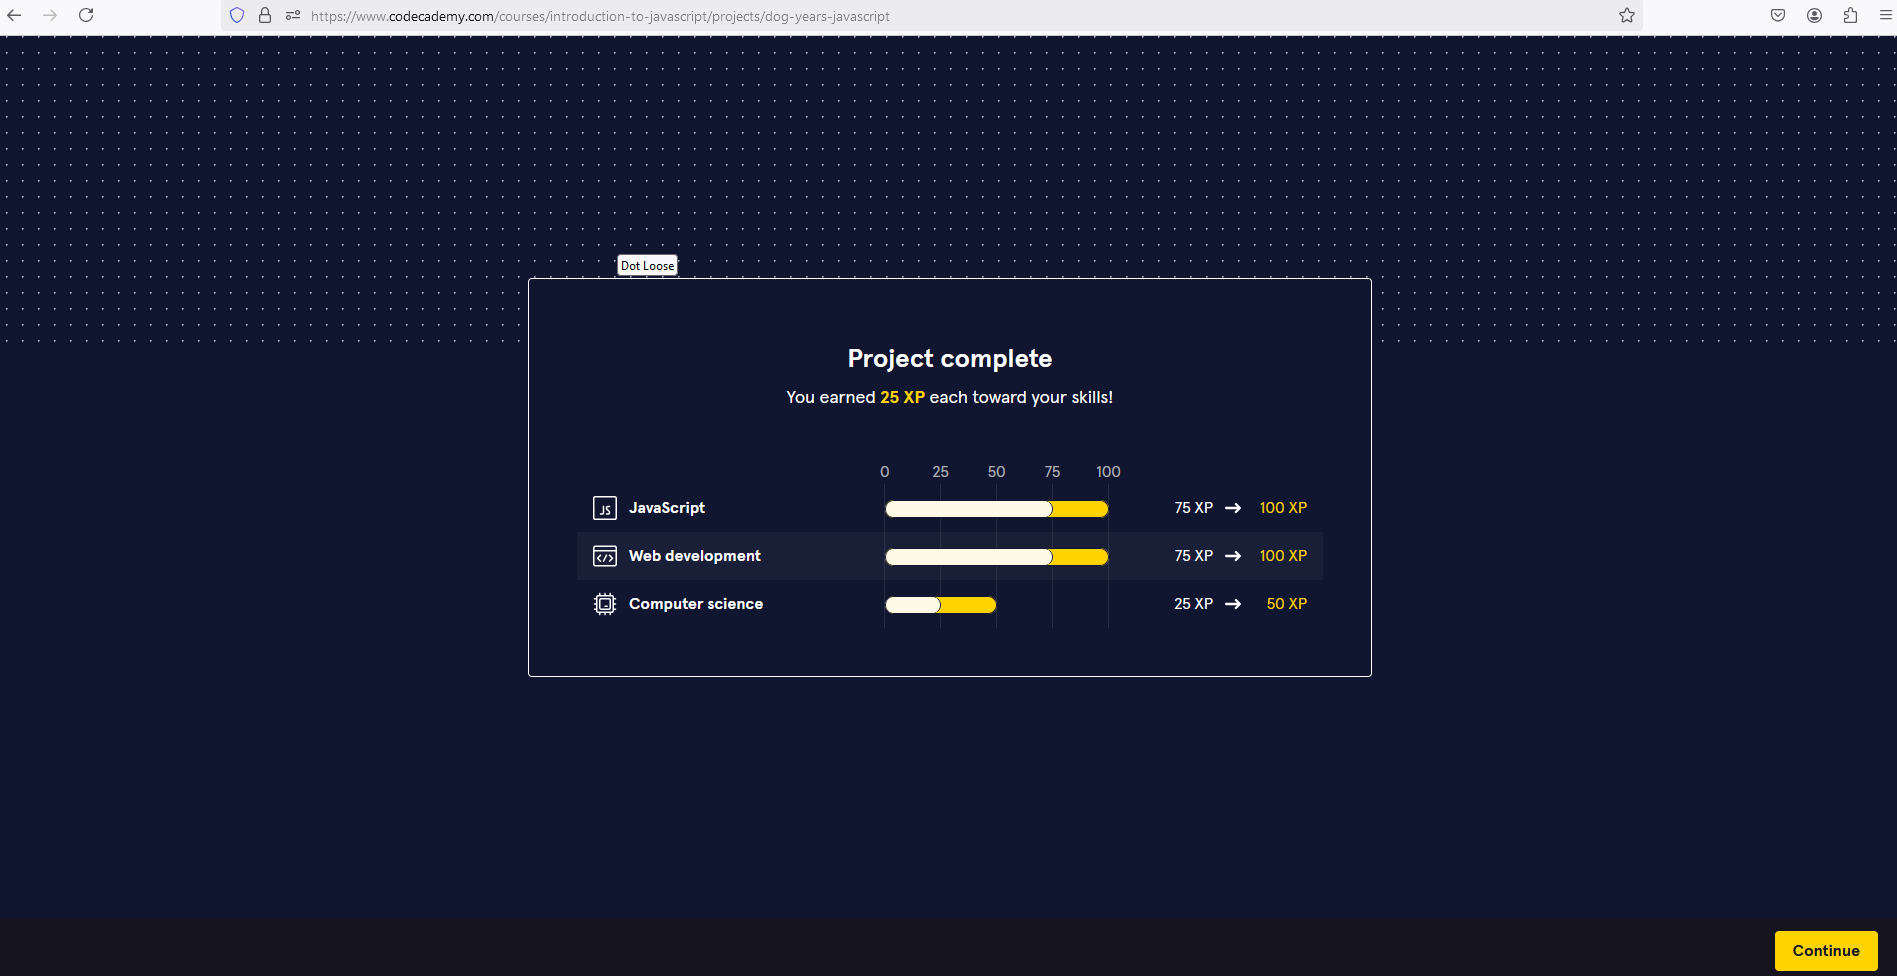 https://www.codecademy.com/courses/introduction-to-javascript/projects/dog-years-javascript
Dot Loose
Project complete
You earned 25 XP each toward your skills!
0 25 50 75 100
JS JavaScript 75 XP → 100 XP
</> Web development 75 XP → 100 XP
Computer science 25 XP → 50 XP
Continue